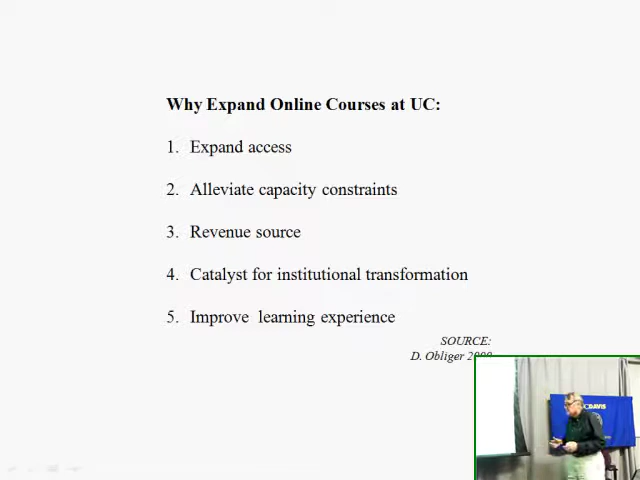 Why Expand Online Courses at UC:
1. Expand access
2. Alleviate capacity constraints
3. Revenue source
4. Catalyst for institutional transformation
5. Improve learning experience
SOURCE:
D. Obliger
DAVIS